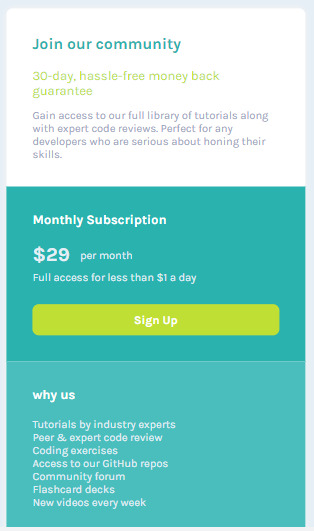 Join our community
30-day, hassle-free money back
guarantee
Gain access to our full library of tutorials along
with expert code reviews. Perfect for any
developers who are serious about honing their
skills.
Monthly Subscription
$29 per month
Full access for less than $1 a day
Sign Up
why us
Tutorials by industry experts
Peer & expert code review
Coding exercises
Access to our GitHub repos
Community forum
Flashcard decks
New videos every week